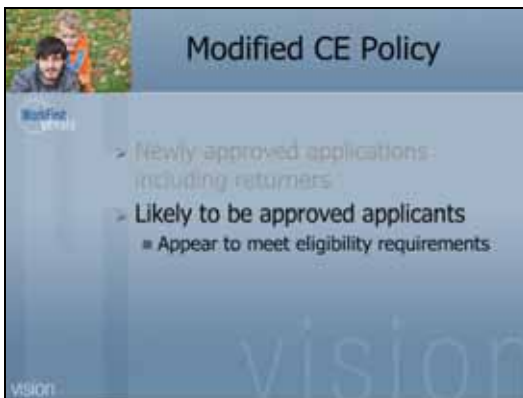 Modified CE Policy
WorkFirst
Newly approved applications
including returners
Likely to be approved applicants
Appear to meet eligibility requirements
vision
vision